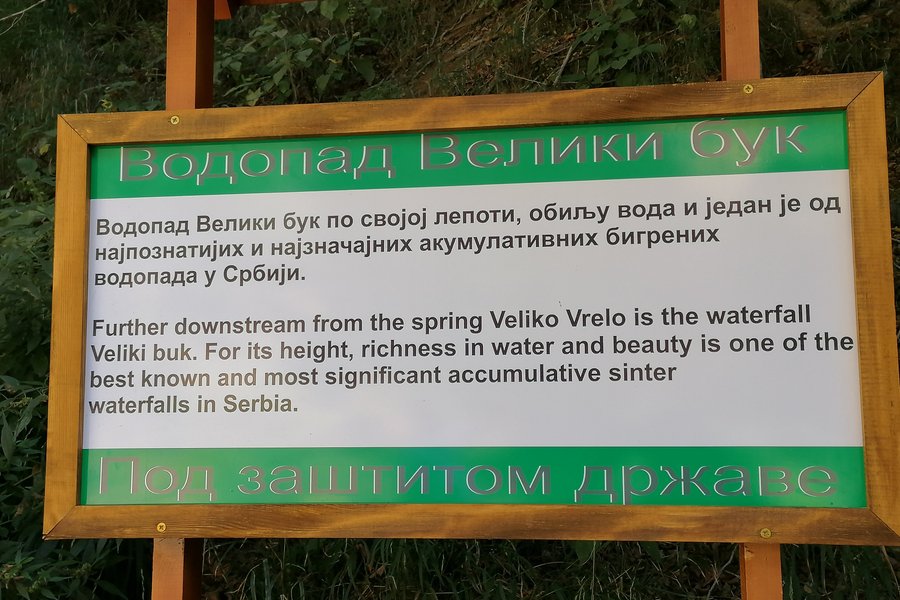 Водопад Велики бук
Водопад Велики бук по својој лепоти, обиљу вода и један је од
најпознатијих и најзначајних акумулативних бигрених
водопада у Србији.
Further downstream from the spring Veliko Vrelo is the waterfall
Veliki buk. For its height, richness in water and beauty is one of the
best known and most significant accumulative sinter
waterfalls in Serbia.
Под заштитом државе